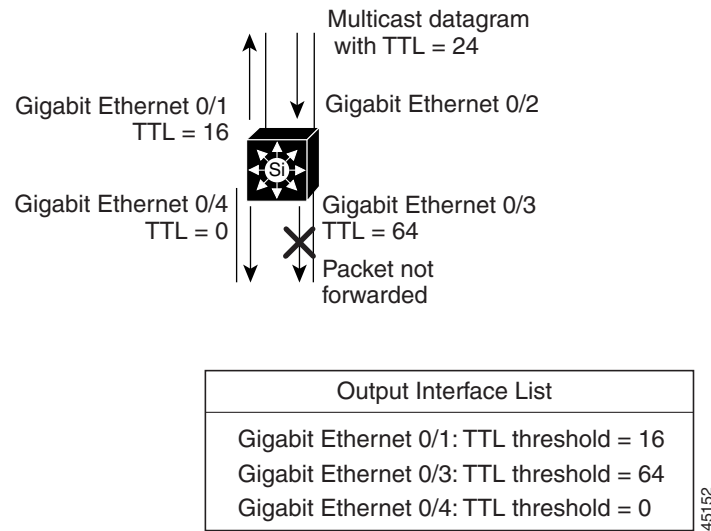 Multicast datagram
with TTL = 24
Gigabit Ethernet 0/1
TTL = 16
Gigabit Ethernet 0/2
Si
Gigabit Ethernet 0/4
TTL = 0
Gigabit Ethernet 0/3
TTL = 64
Packet not
forwarded
Output Interface List
Gigabit Ethernet 0/1: TTL threshold = 16
Gigabit Ethernet 0/3: TTL threshold = 64
Gigabit Ethernet 0/4: TTL threshold = 0
45152